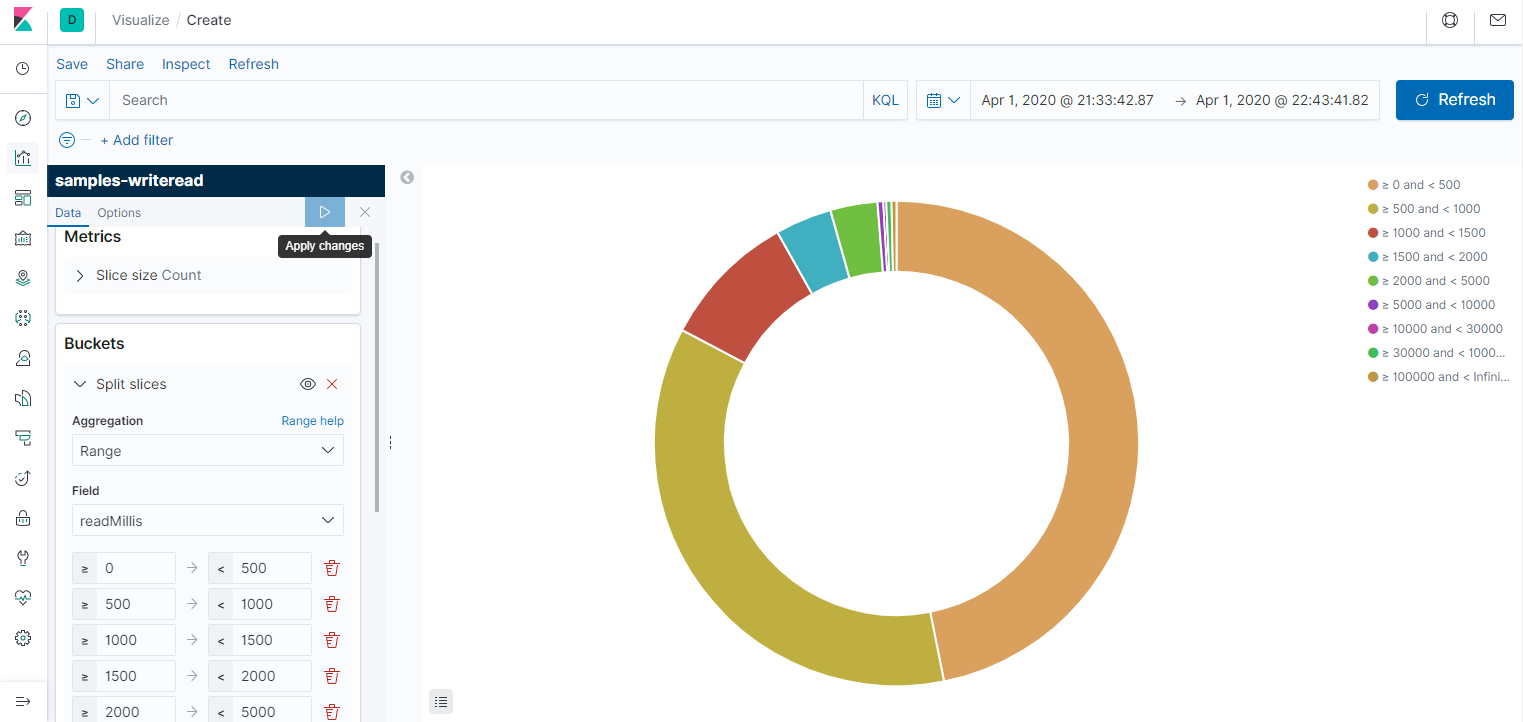 D Visualize / Create
Save Share Inspect Refresh
Search KQL Apr 1, 2020 @ 21:33:42.87 → Apr 1, 2020 @ 22:43:41.82 Refresh
+ Add filter
samples-writeread
Data Options
Apply changes
Metrics
Slice size Count
Buckets
Split slices
Aggregation Range help
Range
Field
readMillis
≥ 0 → < 500
≥ 500 → < 1000
≥ 1000 → < 1500
≥ 1500 → < 2000
≥ 2000 → < 5000
≥ 0 and < 500
≥ 500 and < 1000
≥ 1000 and < 1500
≥ 1500 and < 2000
≥ 2000 and < 5000
≥ 5000 and < 10000
≥ 10000 and < 30000
≥ 30000 and < 1000...
≥ 100000 and < Infini...